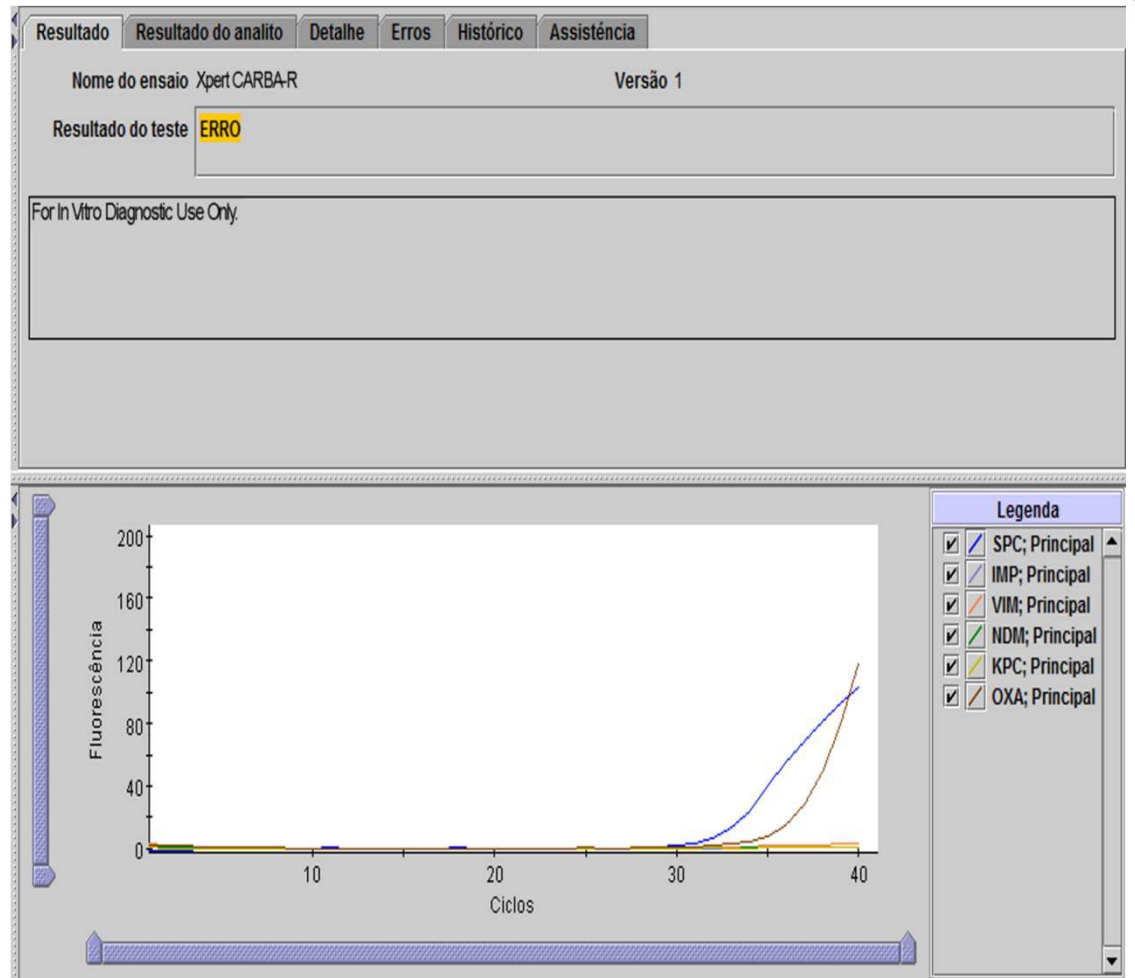 Resultado Resultado do analito Detalhe Erros Histórico Assisténcia
Nome do ensaio Xpert CARBA-R Versão 1
Resultado do teste ERRO
For In Vitro Diagnostic Use Only.
Legenda
SPC; Principal
IMP; Principal
VIM; Principal
NDM; Principal
KPC; Principal
OXA; Principal
200
160
120
80
40
0
Fluorescência
10 20 30 40
Ciclos